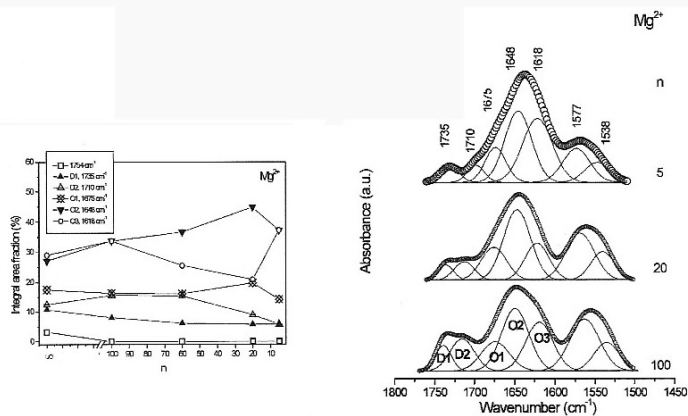 Integral area fraction (%)
60
50
40
30
20
10
0
1754 cm⁻¹
D1, 1735 cm⁻¹
D2, 1710 cm⁻¹
O1, 1675 cm⁻¹
O2, 1648 cm⁻¹
O3, 1618 cm⁻¹
Mg²⁺
∞ 100 90 80 70 60 50 40 30 20 10
n
Mg²⁺
n
1735
1710
1675
1648
1618
1577
1538
5
20
100
D1 D2 O1 O2 O3
Absorbance (a.u.)
1800 1750 1700 1650 1600 1550 1500
Wavenumber (cm⁻¹)